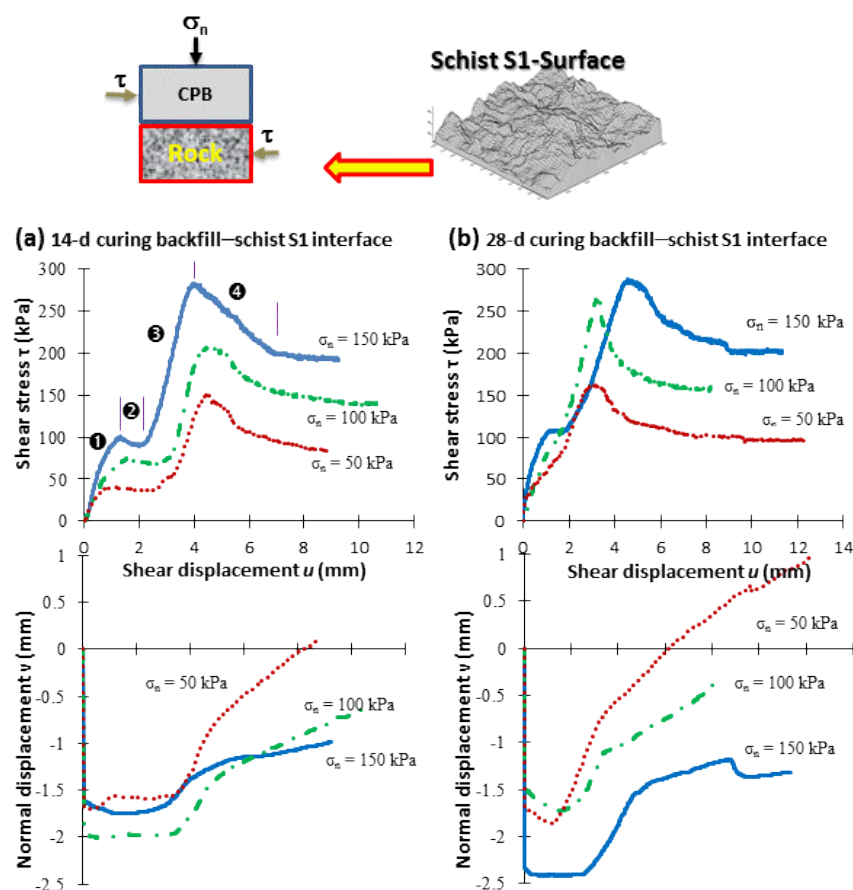 σn
τ
CPB
Rock
τ
Schist S1-Surface
(a) 14-d curing backfill—schist S1 interface
Shear stress τ (kPa)
300
250
200
150
100
50
0
❶
❷
❸
❹
σn = 150 kPa
σn = 100 kPa
σn = 50 kPa
0 2 4 6 8 10 12
Shear displacement u (mm)
(b) 28-d curing backfill—schist S1 interface
Shear stress τ (kPa)
300
250
200
150
100
50
0
σn = 150 kPa
σn = 100 kPa
σn = 50 kPa
0 2 4 6 8 10 12 14
Shear displacement u (mm)
Normal displacement v (mm)
1
0.5
0
-0.5
-1
-1.5
-2
-2.5
σn = 50 kPa
σn = 100 kPa
σn = 150 kPa
Normal displacement v (mm)
1
0.5
0
-0.5
-1
-1.5
-2
-2.5
σn = 50 kPa
σn = 100 kPa
σn = 150 kPa